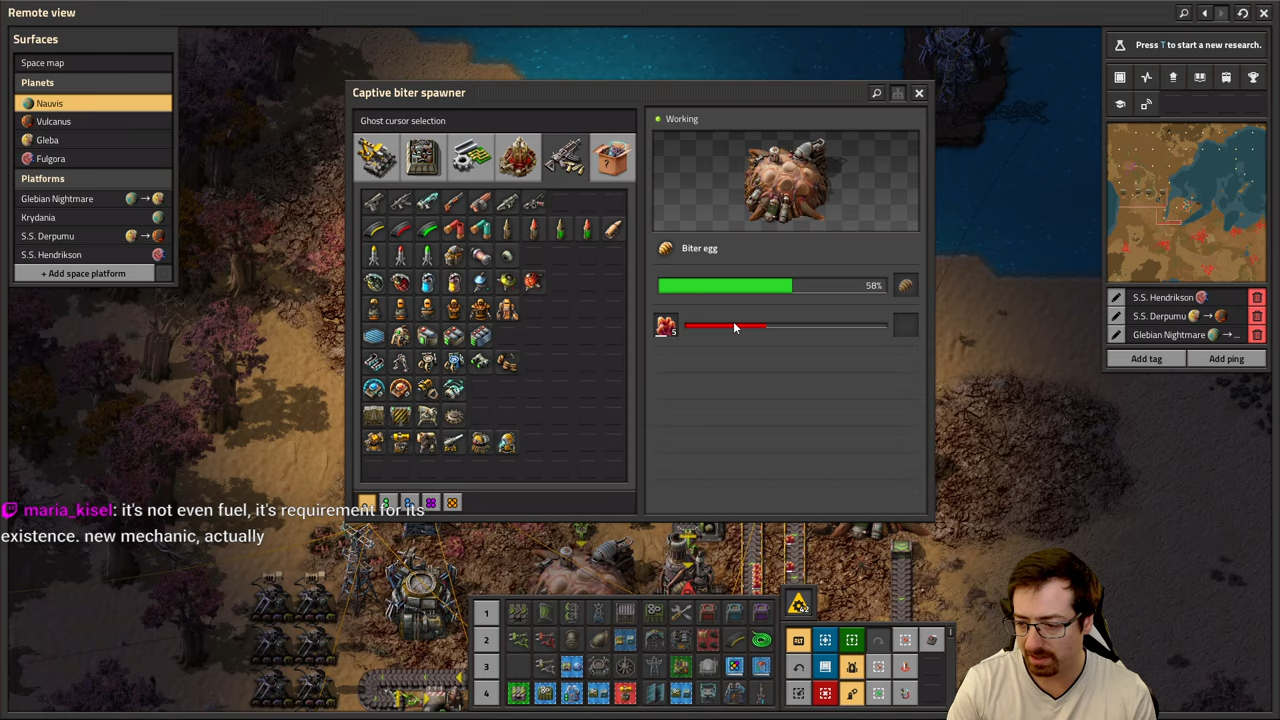 Remote view
Surfaces
Space map
Planets
Nauvis
Vulcanus
Gleba
Fulgora
Platforms
Glebian Nightmare
Krydania
S.S. Derpumu
S.S. Hendrikson
+ Add space platform
Captive biter spawner
Ghost cursor selection
?
Working
Biter egg
58%
5
Press T to start a new research.
S.S. Hendrikson
S.S. Derpumu
Glebian Nightmare
Add tag
Add ping
maria_kisel: it's not even fuel, it's requirement for its
existence. new mechanic, actually
1
2
3
4
ALT